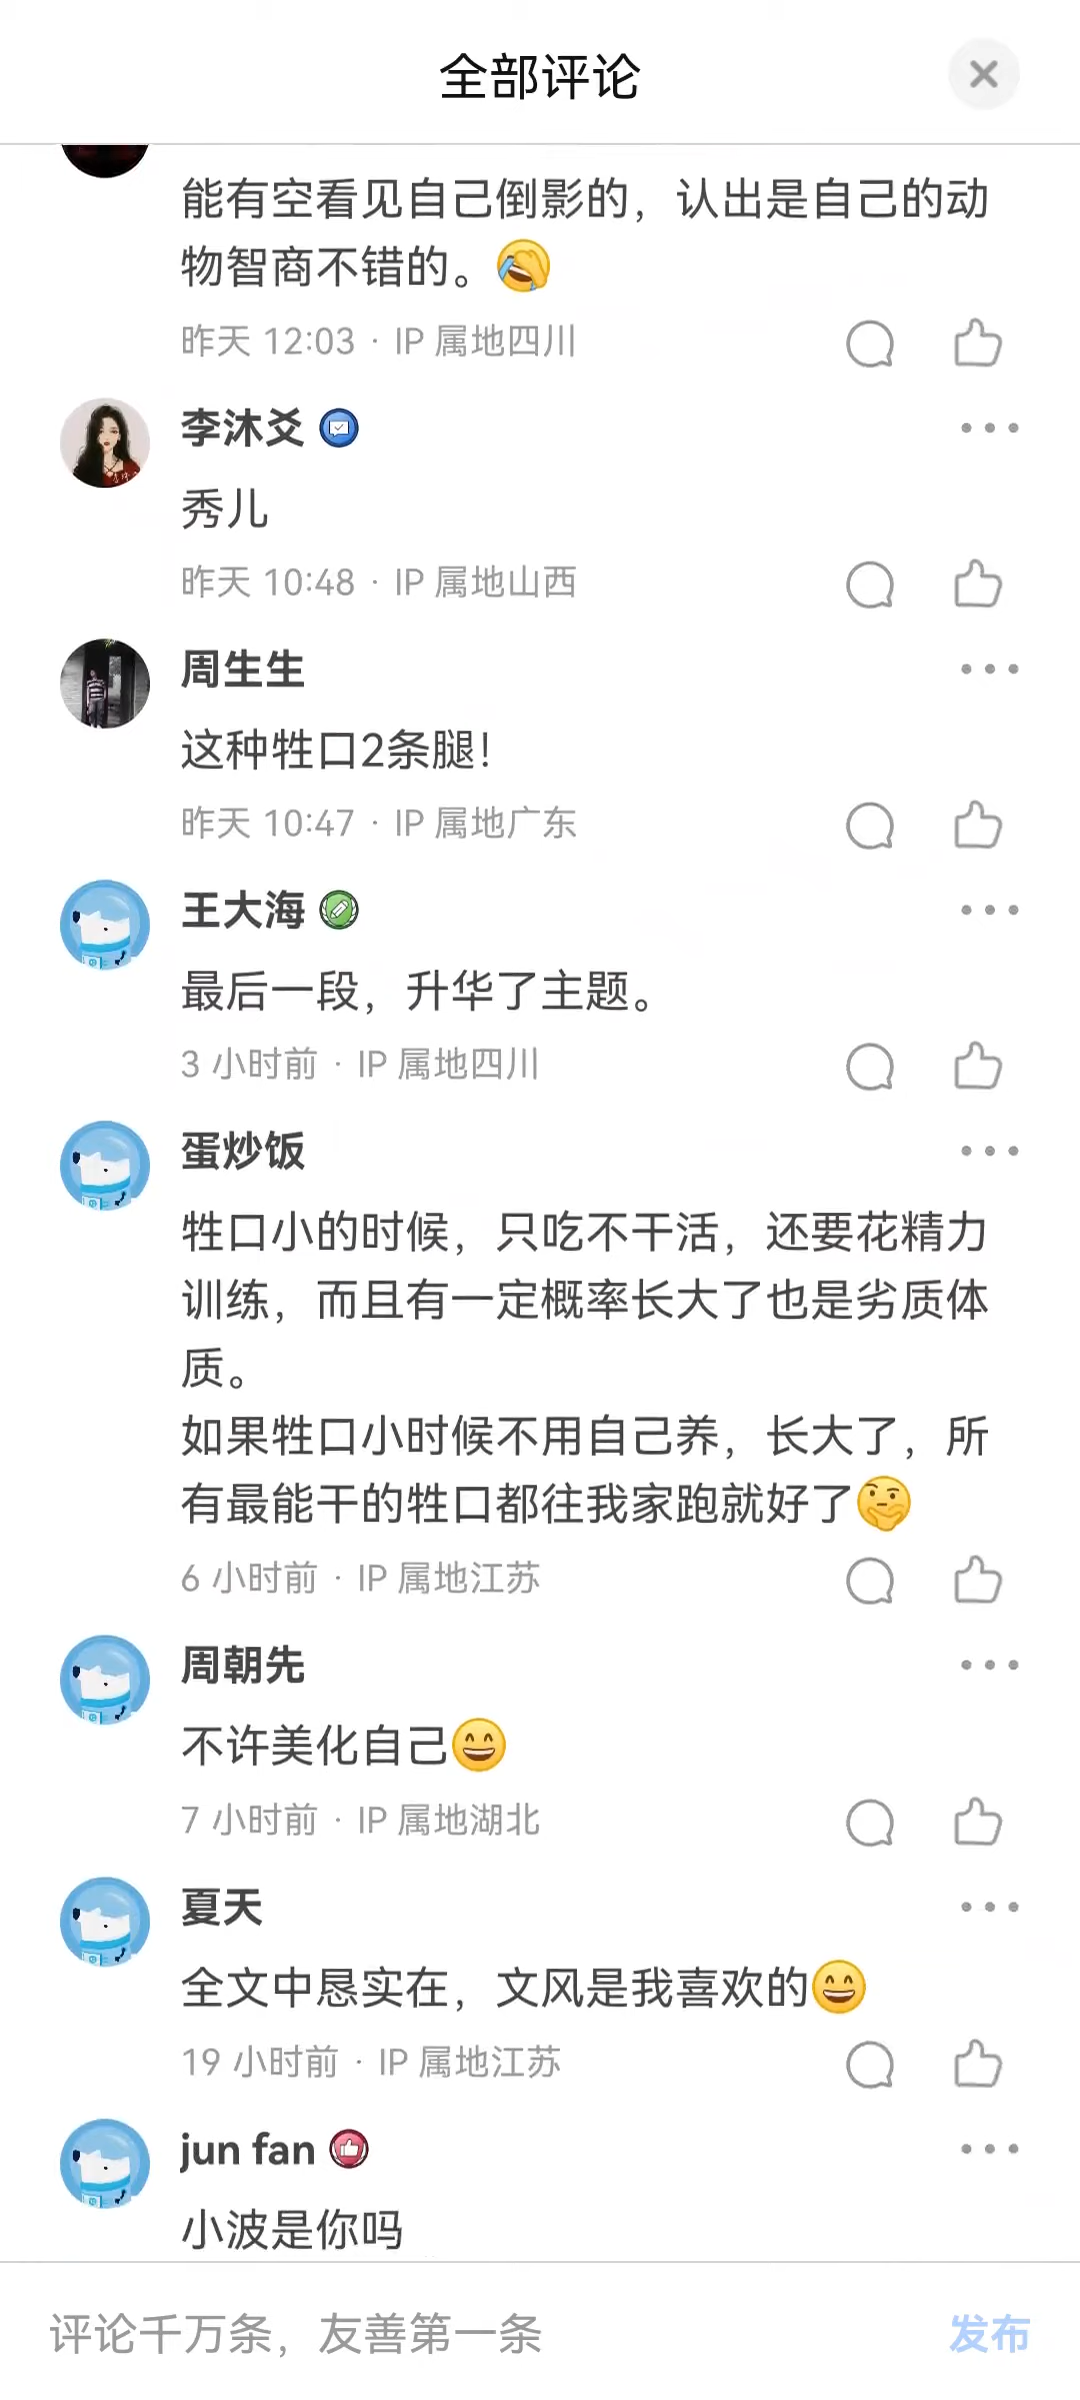 全部评论
能有空看见自己倒影的，认出是自己的动
物智商不错的。
昨天 12:03 · IP 属地四川
李沐爻
秀儿
昨天 10:48 · IP 属地山西
周生生
这种牲口2条腿！
昨天 10:47 · IP 属地广东
王大海
最后一段，升华了主题。
3 小时前 · IP 属地四川
蛋炒饭
牲口小的时候，只吃不干活，还要花精力
训练，而且有一定概率长大了也是劣质体
质。
如果牲口小时候不用自己养，长大了，所
有最能干的牲口都往我家跑就好了
6 小时前 · IP 属地江苏
周朝先
不许美化自己
7 小时前 · IP 属地湖北
夏天
全文中恳实在，文风是我喜欢的
19 小时前 · IP 属地江苏
jun fan
小波是你吗
评论千万条，友善第一条
发布